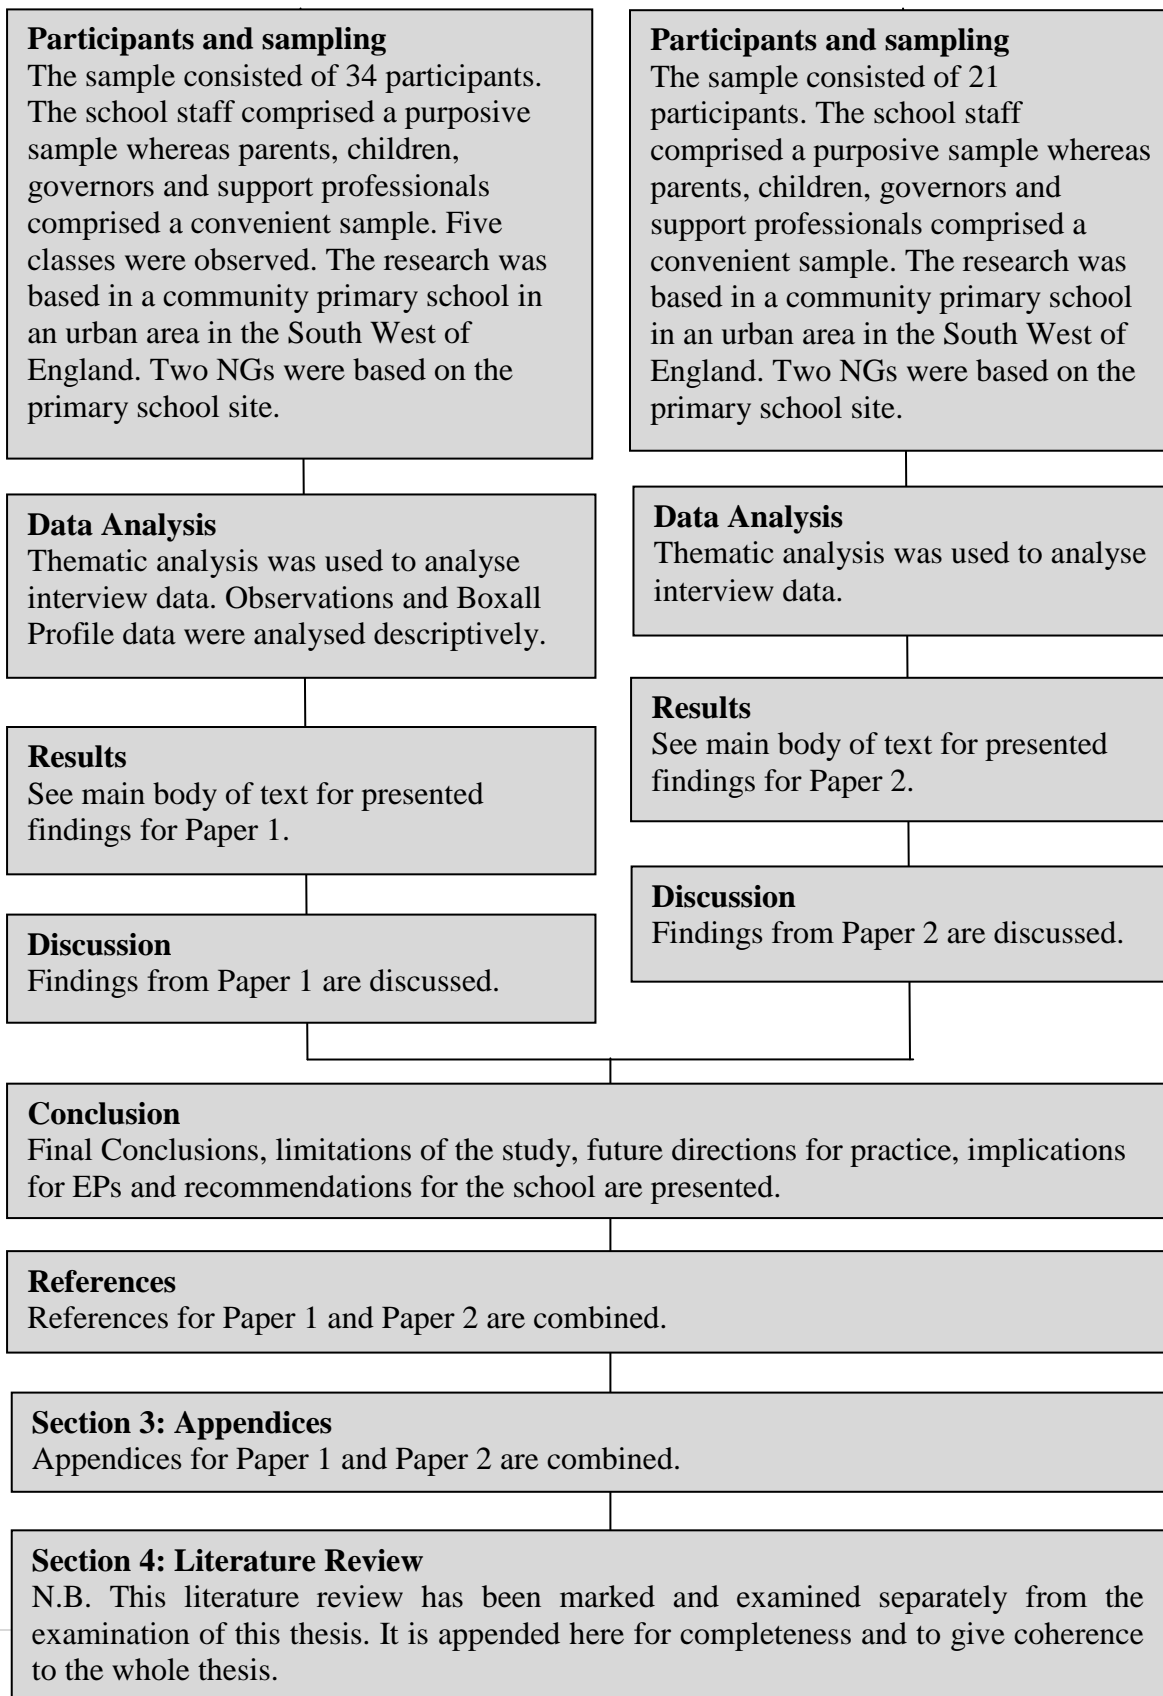 Participants and sampling
The sample consisted of 34 participants.
The school staff comprised a purposive
sample whereas parents, children,
governors and support professionals
comprised a convenient sample. Five
classes were observed. The research was
based in a community primary school in
an urban area in the South West of
England. Two NGs were based on the
primary school site.
Participants and sampling
The sample consisted of 21
participants. The school staff
comprised a purposive sample whereas
parents, children, governors and
support professionals comprised a
convenient sample. The research was
based in a community primary school
in an urban area in the South West of
England. Two NGs were based on the
primary school site.
Data Analysis
Thematic analysis was used to analyse
interview data. Observations and Boxall
Profile data were analysed descriptively.
Data Analysis
Thematic analysis was used to analyse
interview data.
Results
See main body of text for presented
findings for Paper 1.
Results
See main body of text for presented
findings for Paper 2.
Discussion
Findings from Paper 1 are discussed.
Discussion
Findings from Paper 2 are discussed.
Conclusion
Final Conclusions, limitations of the study, future directions for practice, implications
for EPs and recommendations for the school are presented.
References
References for Paper 1 and Paper 2 are combined.
Section 3: Appendices
Appendices for Paper 1 and Paper 2 are combined.
Section 4: Literature Review
N.B. This literature review has been marked and examined separately from the
examination of this thesis. It is appended here for completeness and to give coherence
to the whole thesis.